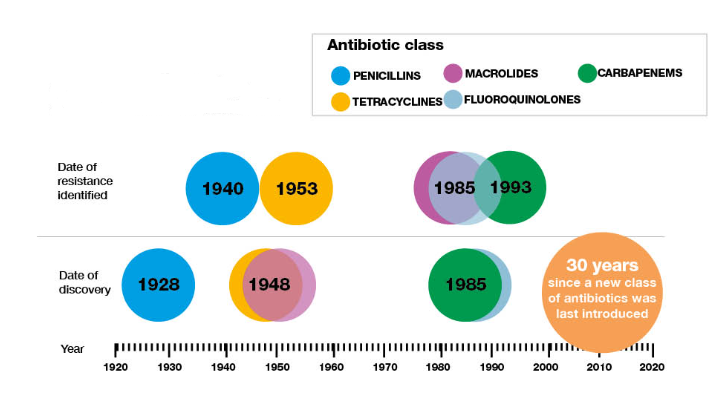 Antibiotic class
PENICILLINS
MACROLIDES
CARBAPENEMS
TETRACYCLINES
FLUOROQUINOLONES
Date of
resistance
identified
1940
1953
1985
1993
Date of
discovery
1928
1948
1985
30 years
since a new class
of antibiotics was
last introduced
Year
1920 1930 1940 1950 1960 1970 1980 1990 2000 2010 2020